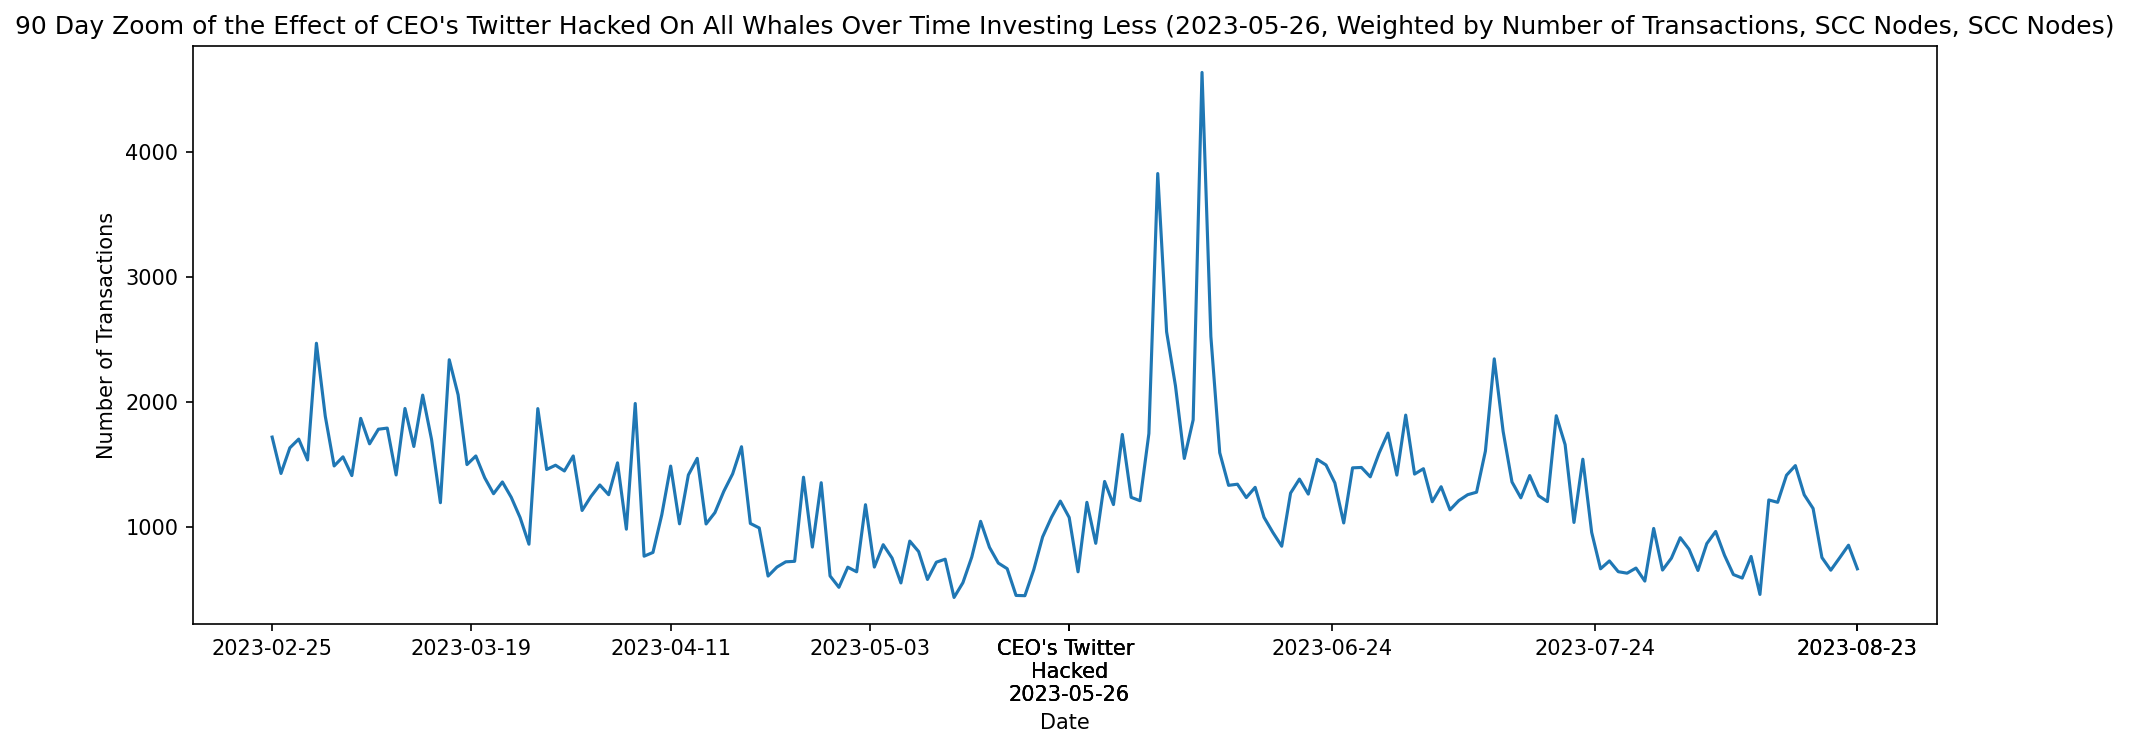 90 Day Zoom of the Effect of CEO's Twitter Hacked On All Whales Over Time Investing Less (2023-05-26, Weighted by Number of Transactions, SCC Nodes, SCC Nodes)
Number of Transactions
4000
3000
2000
1000
2023-02-25
2023-03-19
2023-04-11
2023-05-03
CEO's Twitter
Hacked
2023-05-26
2023-06-24
2023-07-24
2023-08-23
Date